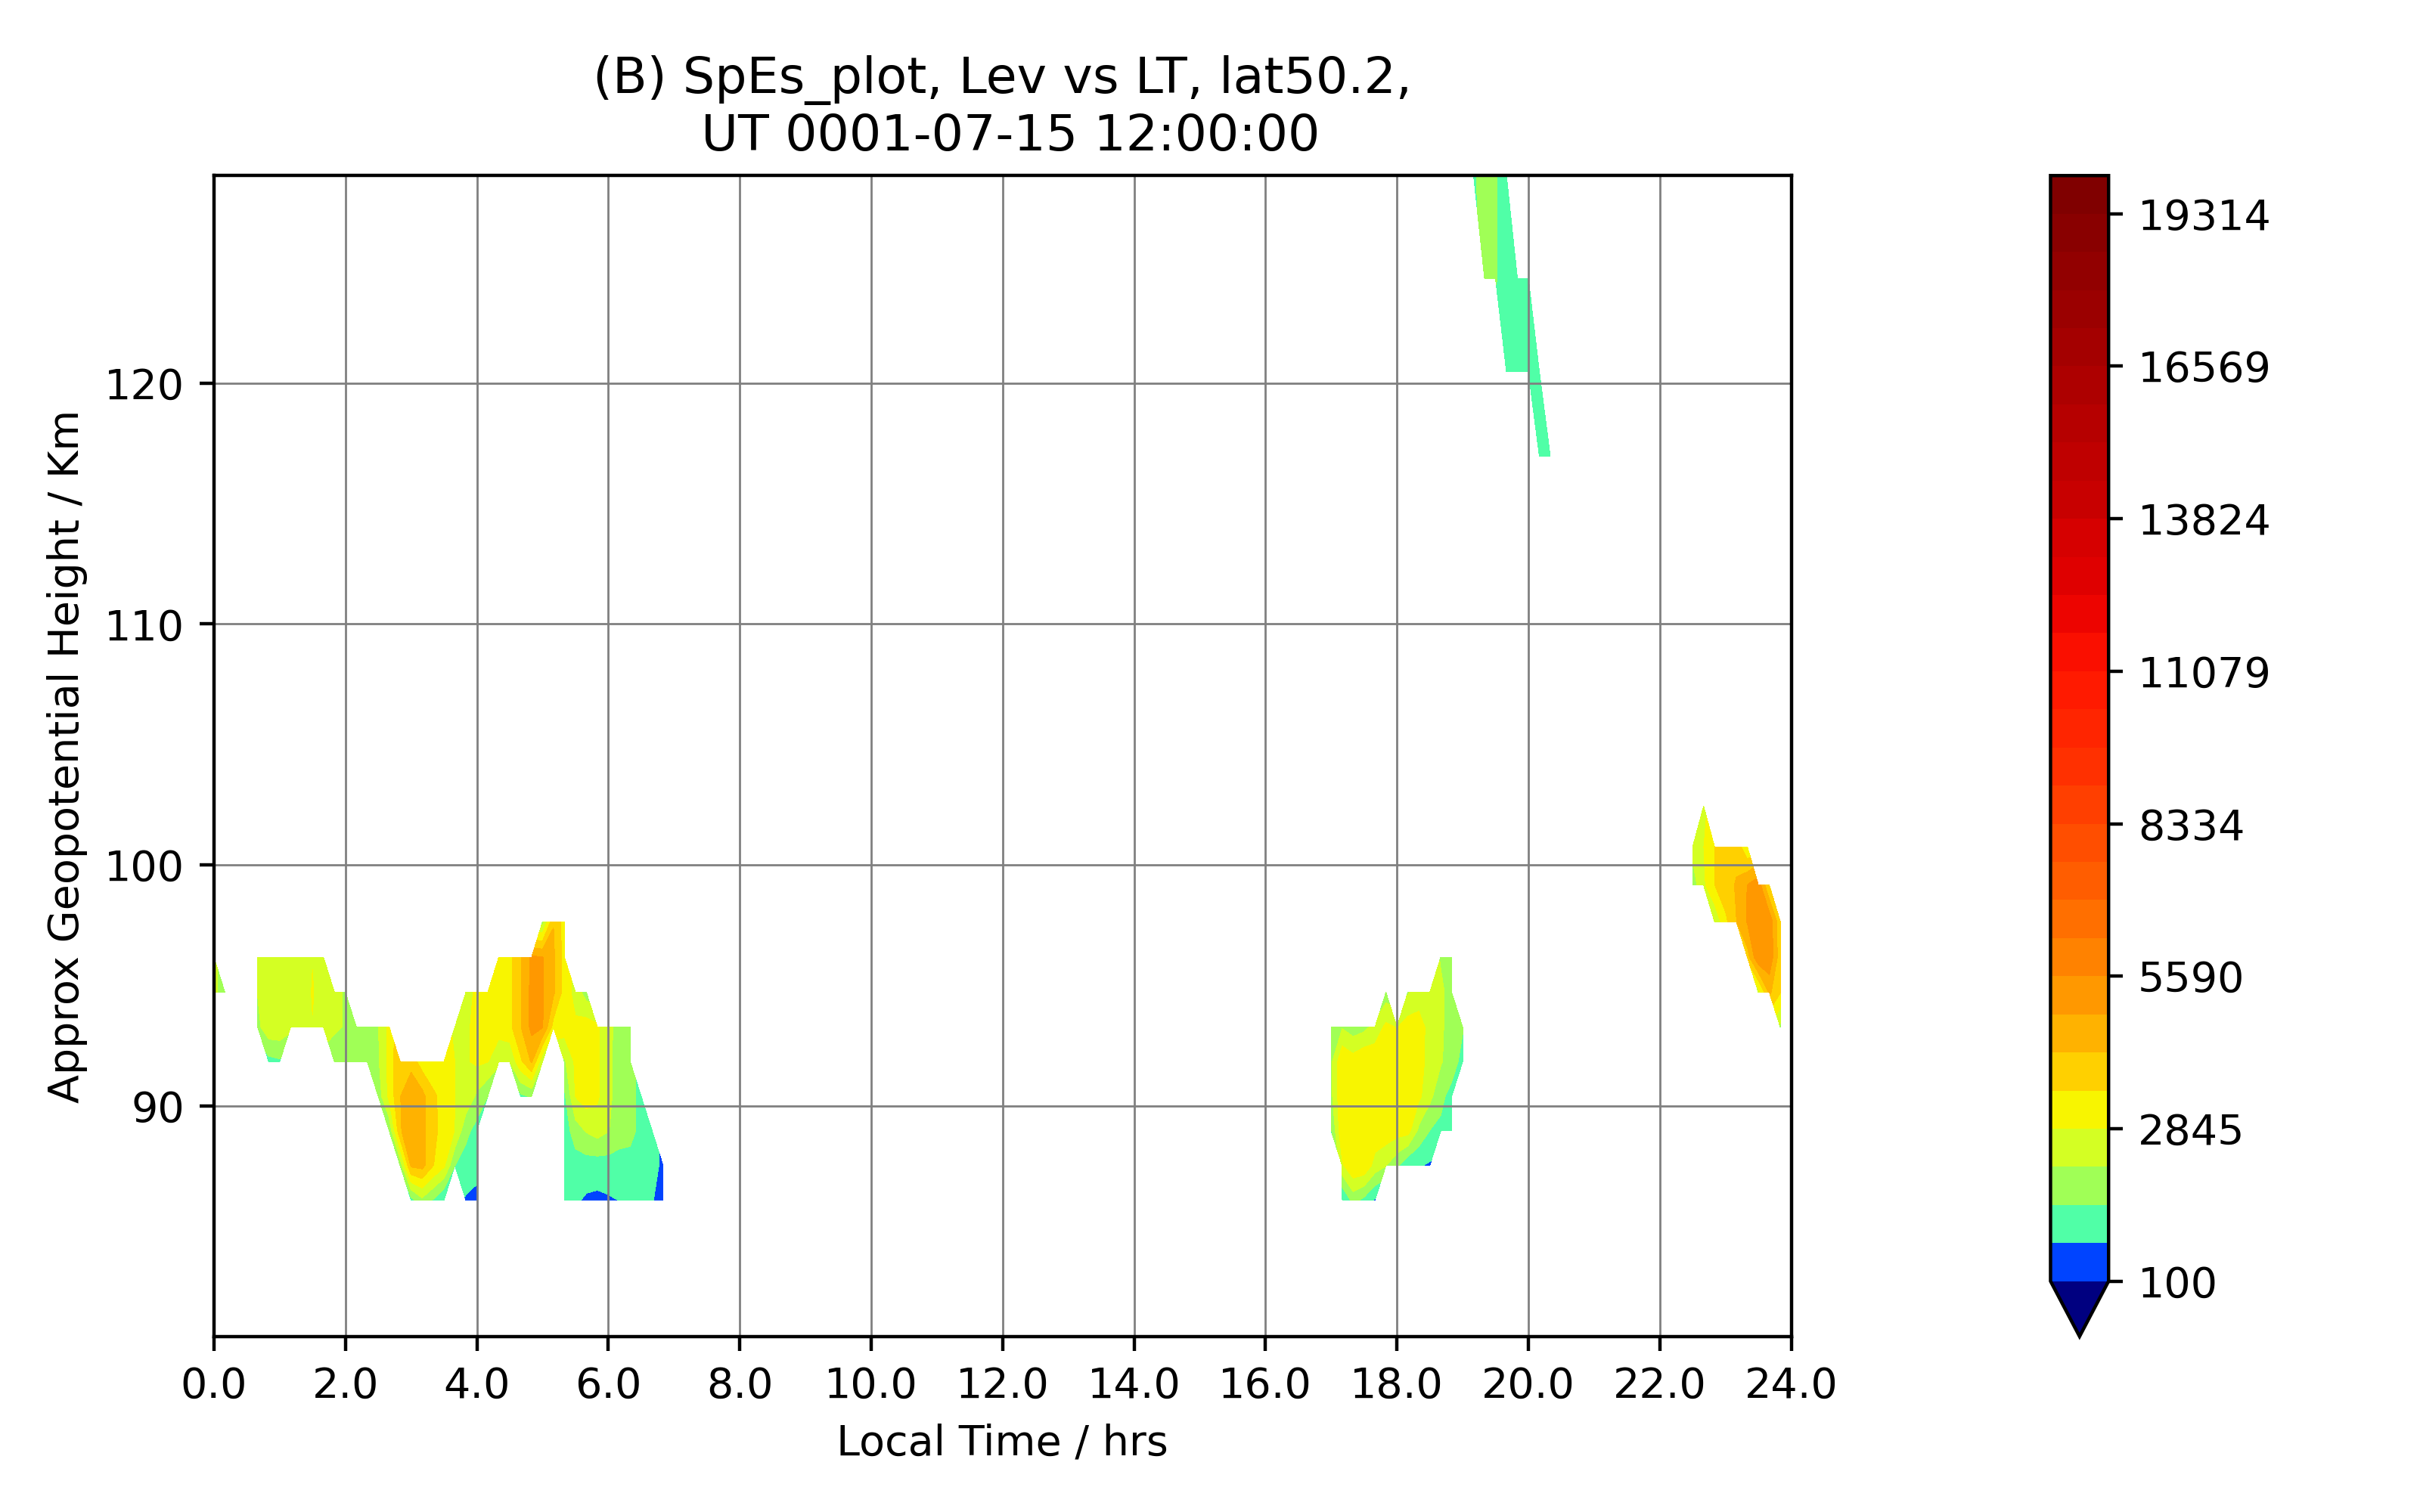 (B) SpEs_plot, Lev vs LT, lat50.2,
UT 0001-07-15 12:00:00
Approx Geopotential Height / Km
120
110
100
90
0.0 2.0 4.0 6.0 8.0 10.0 12.0 14.0 16.0 18.0 20.0 22.0 24.0
Local Time / hrs
19314
16569
13824
11079
8334
5590
2845
100